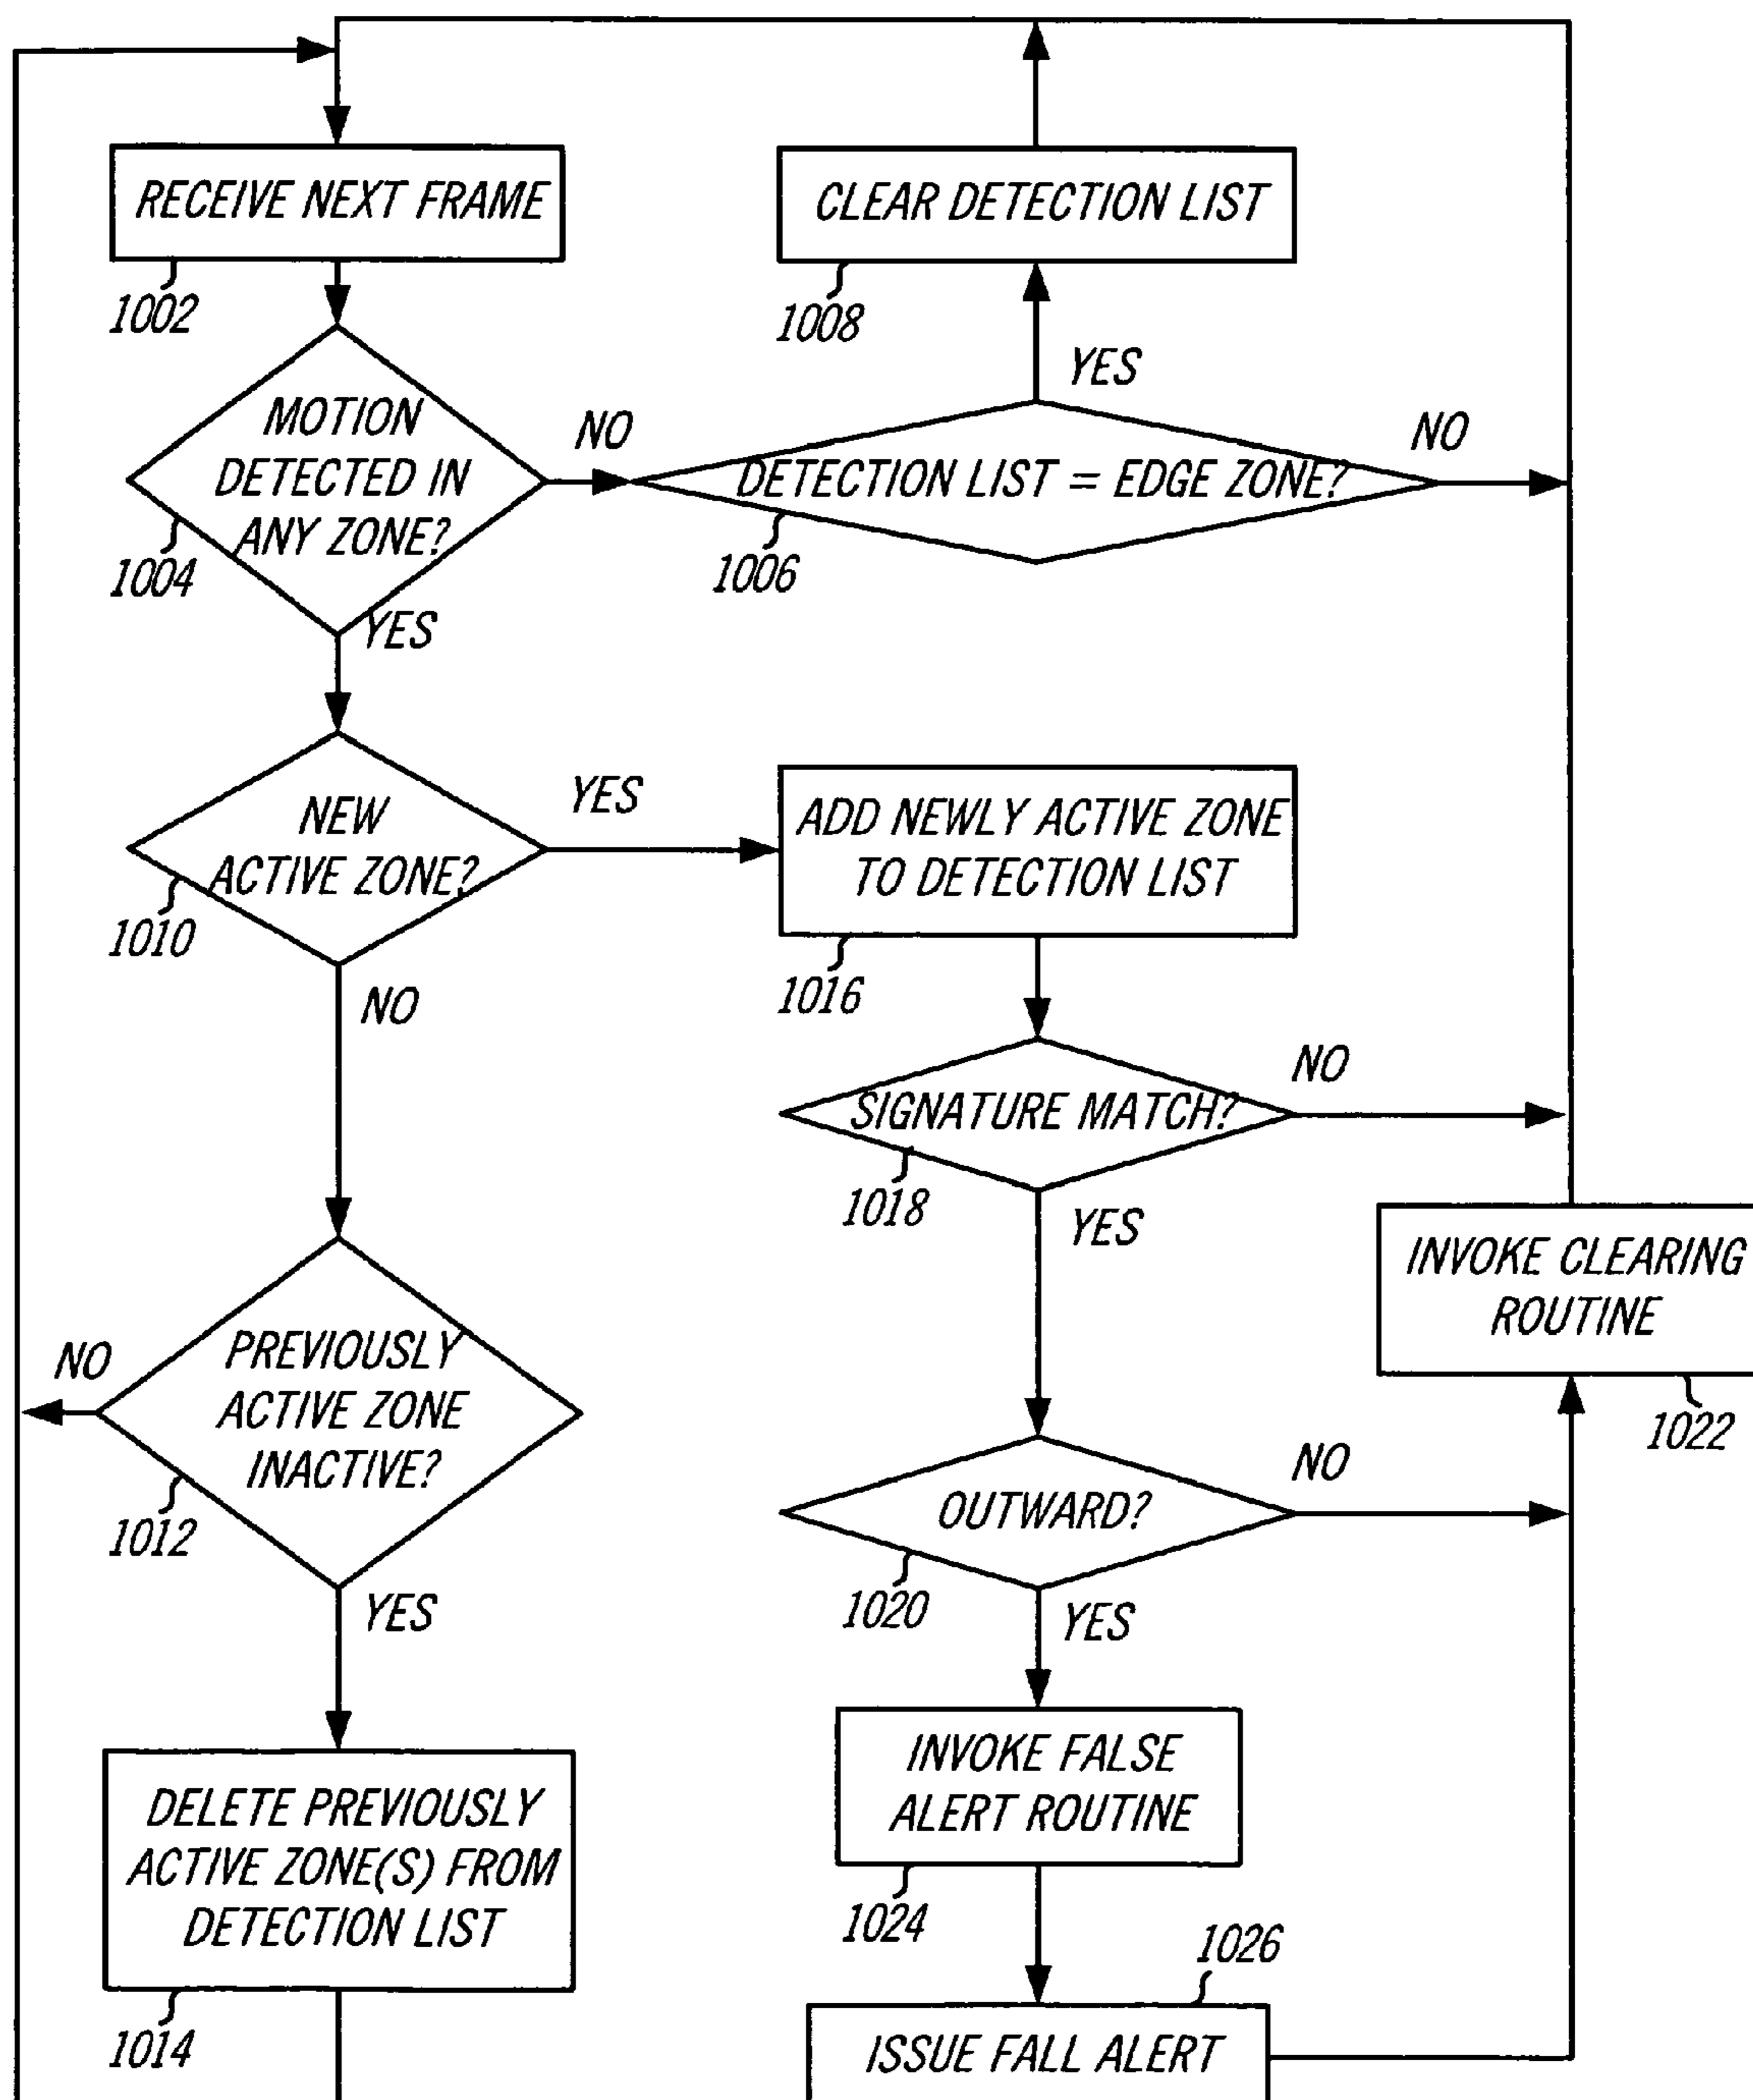 RECEIVE NEXT FRAME
1002
CLEAR DETECTION LIST
1008
MOTION
DETECTED IN
ANY ZONE?
1004
NO
YES
YES
DETECTION LIST = EDGE ZONE?
1006
NO
NEW
ACTIVE ZONE?
1010
YES
NO
ADD NEWLY ACTIVE ZONE
TO DETECTION LIST
1016
SIGNATURE MATCH?
1018
NO
YES
INVOKE CLEARING
ROUTINE
1022
PREVIOUSLY
ACTIVE ZONE
INACTIVE?
1012
NO
YES
OUTWARD?
1020
NO
YES
DELETE PREVIOUSLY
ACTIVE ZONE(S) FROM
DETECTION LIST
1014
INVOKE FALSE
ALERT ROUTINE
1024
1026
ISSUE FALL ALERT